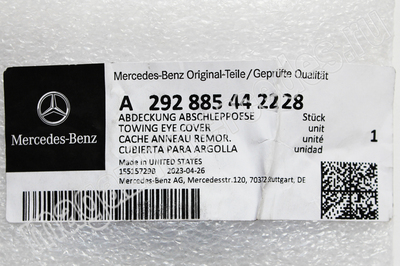 Mercedes-Benz Original-Teile/Geprüfte Qualität
A 292 885 44 2228
ABDECKUNG ABSCHLEPPOESE Stück
TOWING EYE COVER unit
CACHE ANNEAU REMOR. unité 1
CUBIERTA PARA ARGOLLA unidad
Mercedes-Benz
Made in UNITED STATES
155157290 2023-04-26
Mercedes-Benz AG, Mercedesstr.120, 70372 Stuttgart, DE